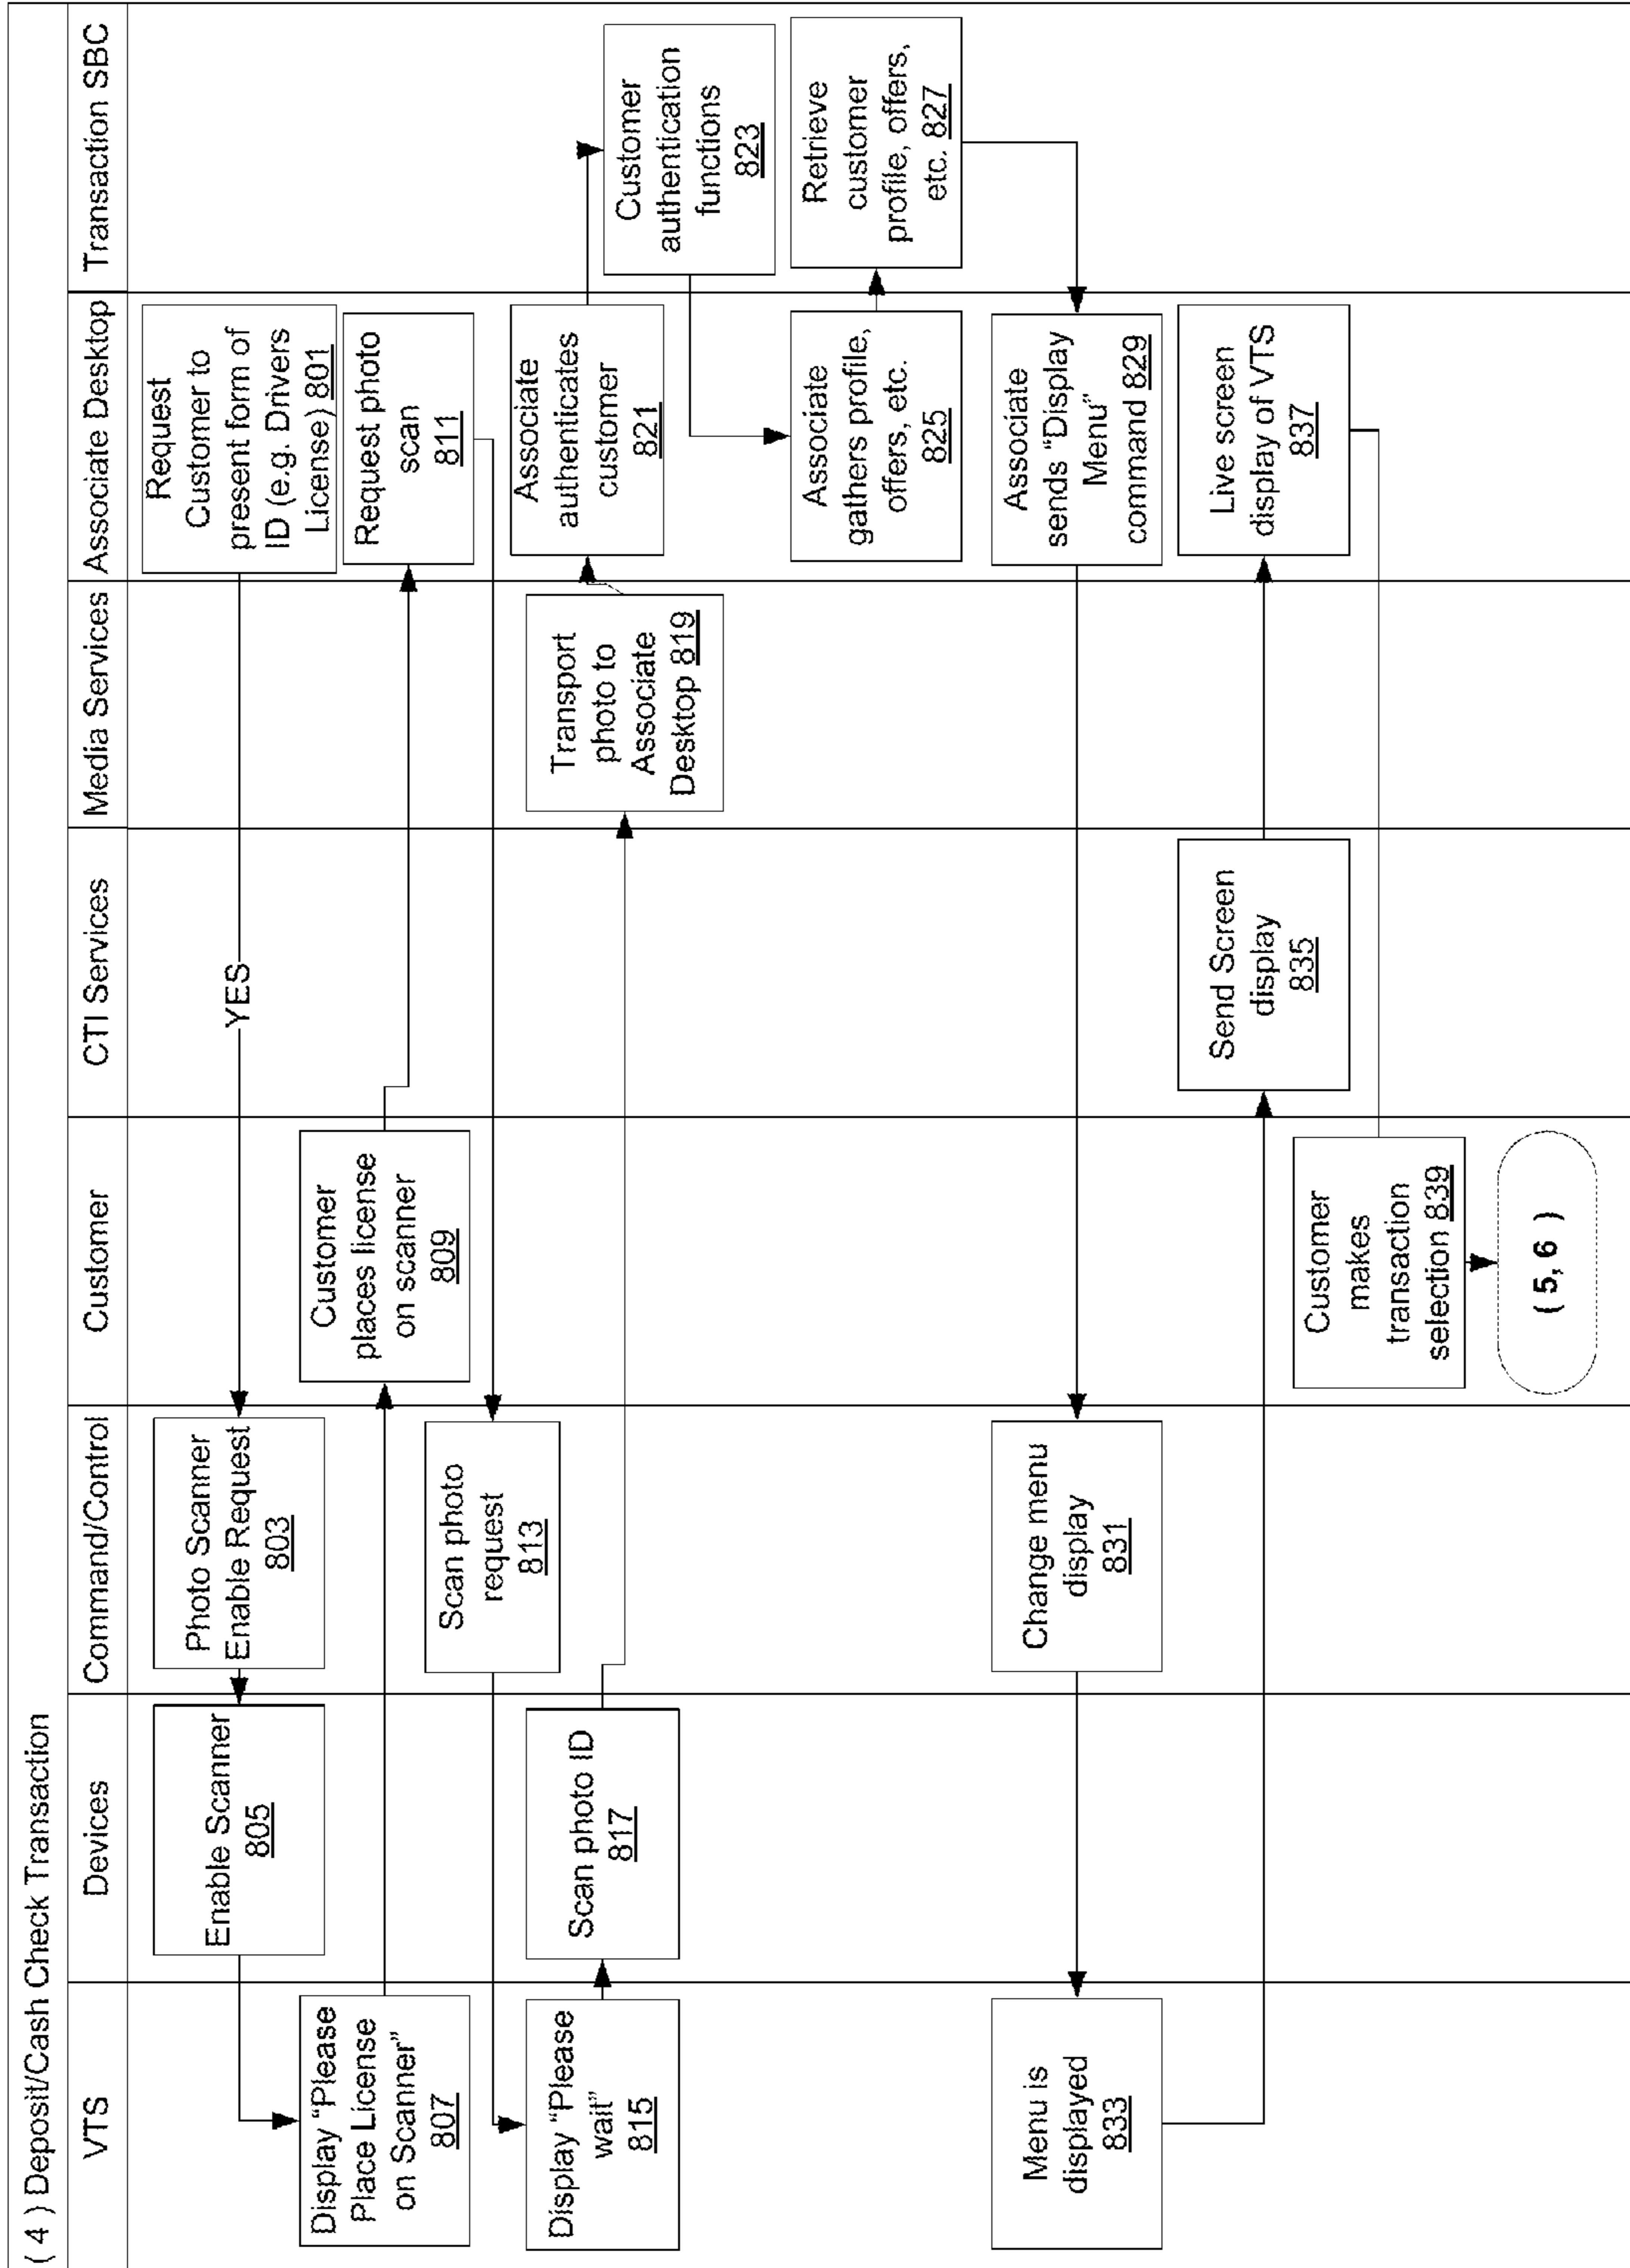 ( 4 ) Deposit/Cash Check Transaction
VTS
Devices
Command/Control
Customer
CTI Services
Media Services
Associate Desktop
Transaction SBC
Request
Customer to
present form of
ID (e.g. Drivers
License) 801
YES
Photo Scanner
Enable Request
803
Enable Scanner
805
Display “Please
Place License
on Scanner”
807
Customer
places license
on scanner
809
Request photo
scan
811
Scan photo
request
813
Display “Please
wait”
815
Scan photo ID
817
Transport
photo to
Associate
Desktop 819
Associate
authenticates
customer
821
Customer
authentication
functions
823
Associate
gathers profile,
offers, etc.
825
Retrieve
customer
profile, offers,
etc. 827
Associate
sends “Display
Menu”
command 829
Change menu
display
831
Menu is
displayed
833
Send Screen
display
835
Live screen
display of VTS
837
Customer
makes
transaction
selection 839
( 5, 6 )